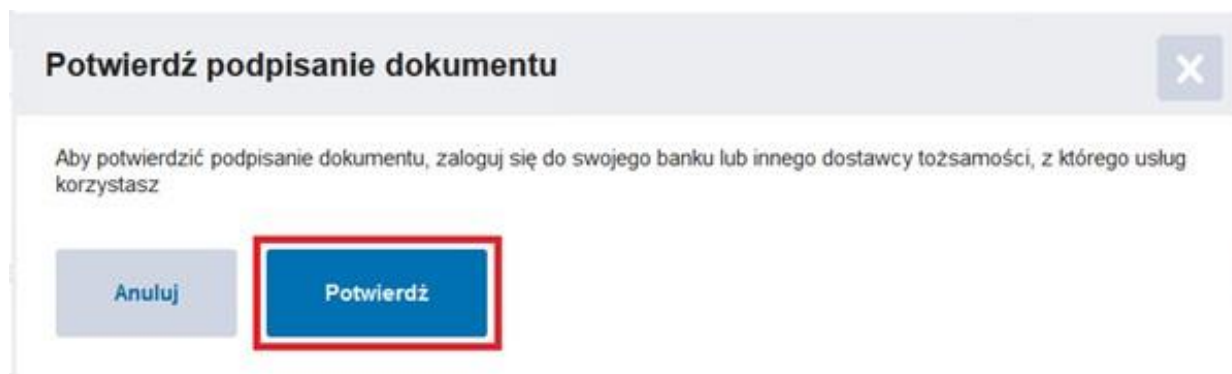 Potwierdź podpisanie dokumentu
Aby potwierdzić podpisanie dokumentu, zaloguj się do swojego banku lub innego dostawcy tożsamości, z którego usług
korzystasz
Anuluj
Potwierdź